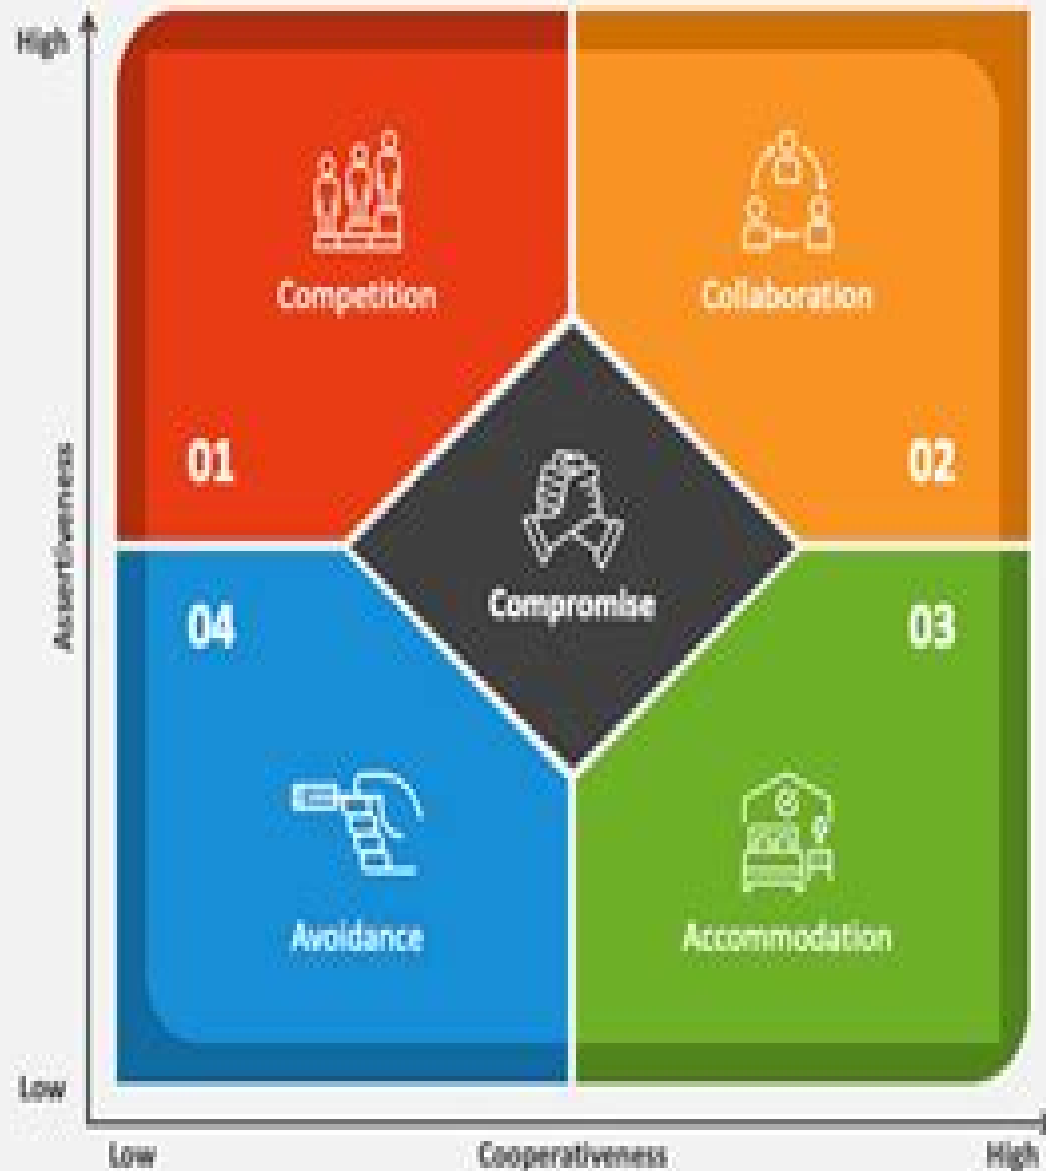 High
Competition
Collaboration
01
02
Assertiveness
Compromise
04
03
Avoidance
Accommodation
Low
Low
Cooperativeness
High